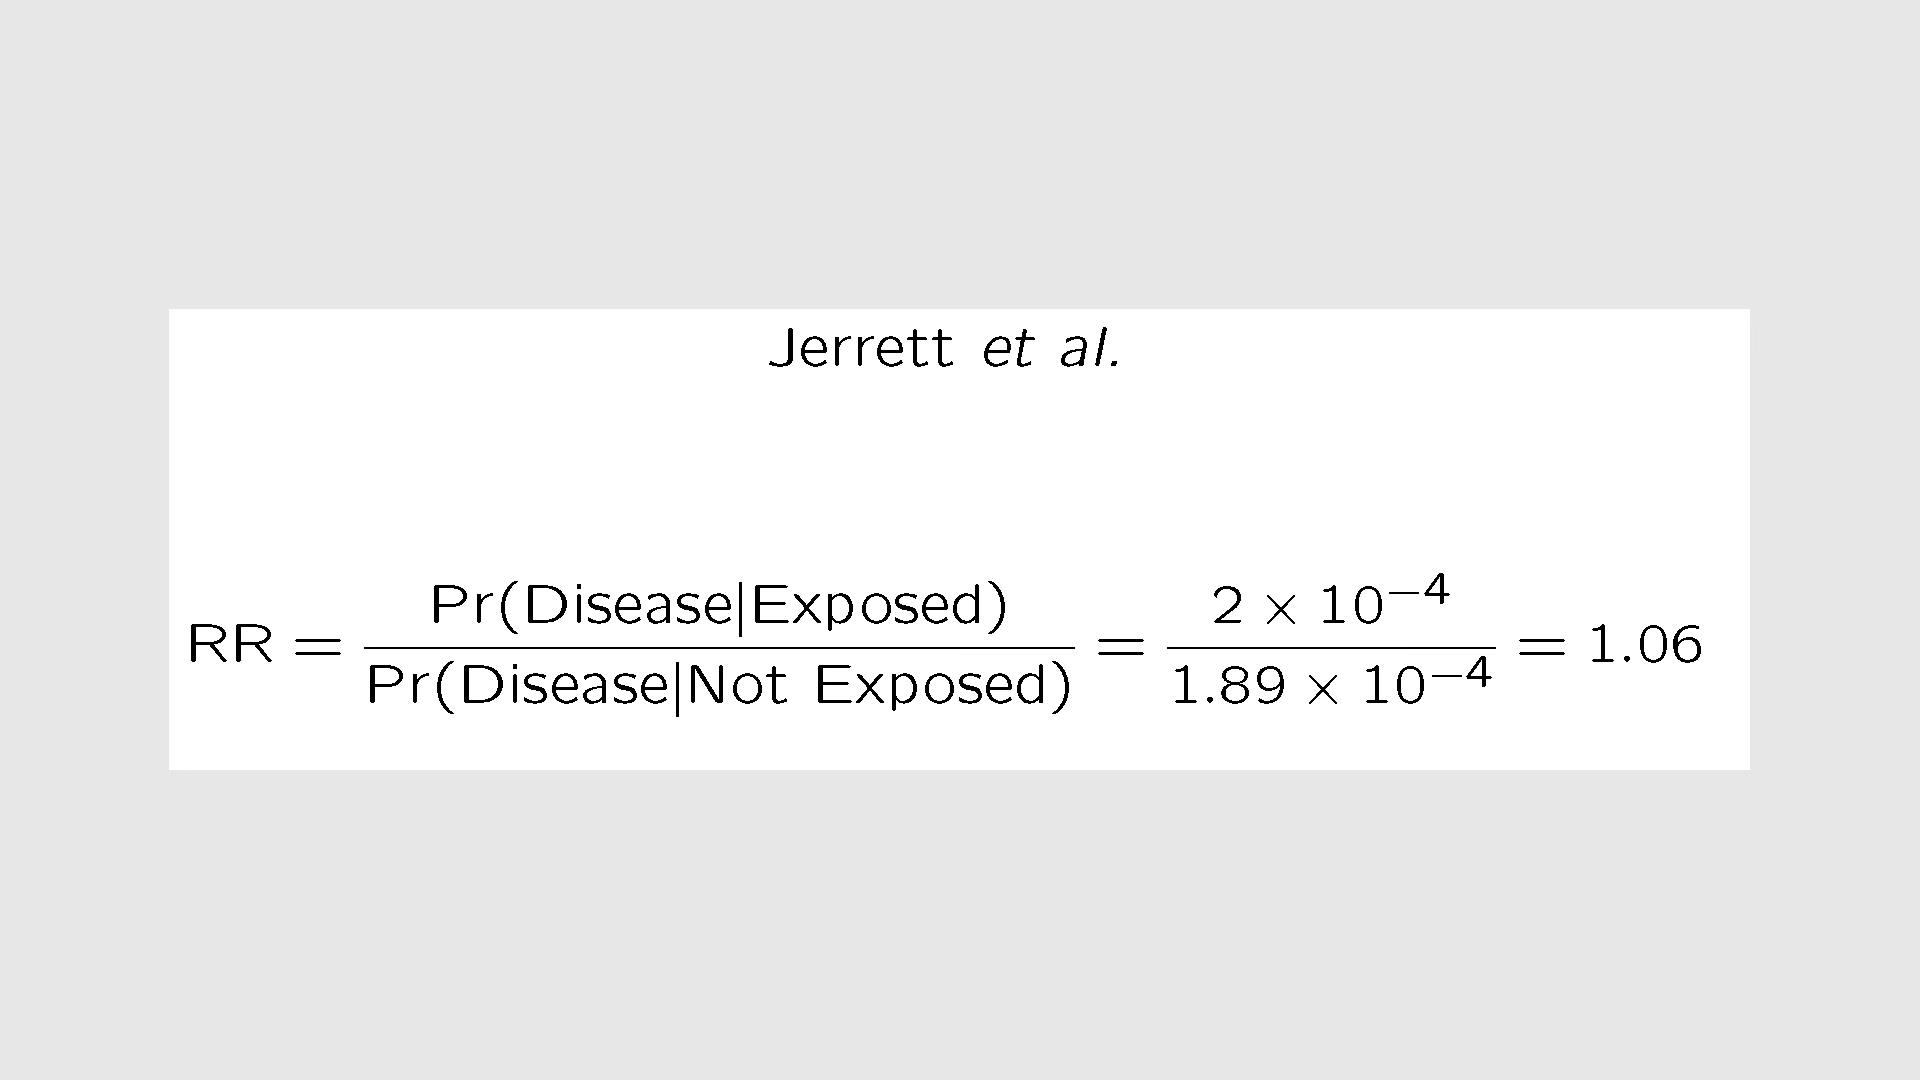 Jerrett et al.
RR = Pr(Disease|Exposed) / Pr(Disease|Not Exposed) = 2 × 10⁻⁴ / 1.89 × 10⁻⁴ = 1.06